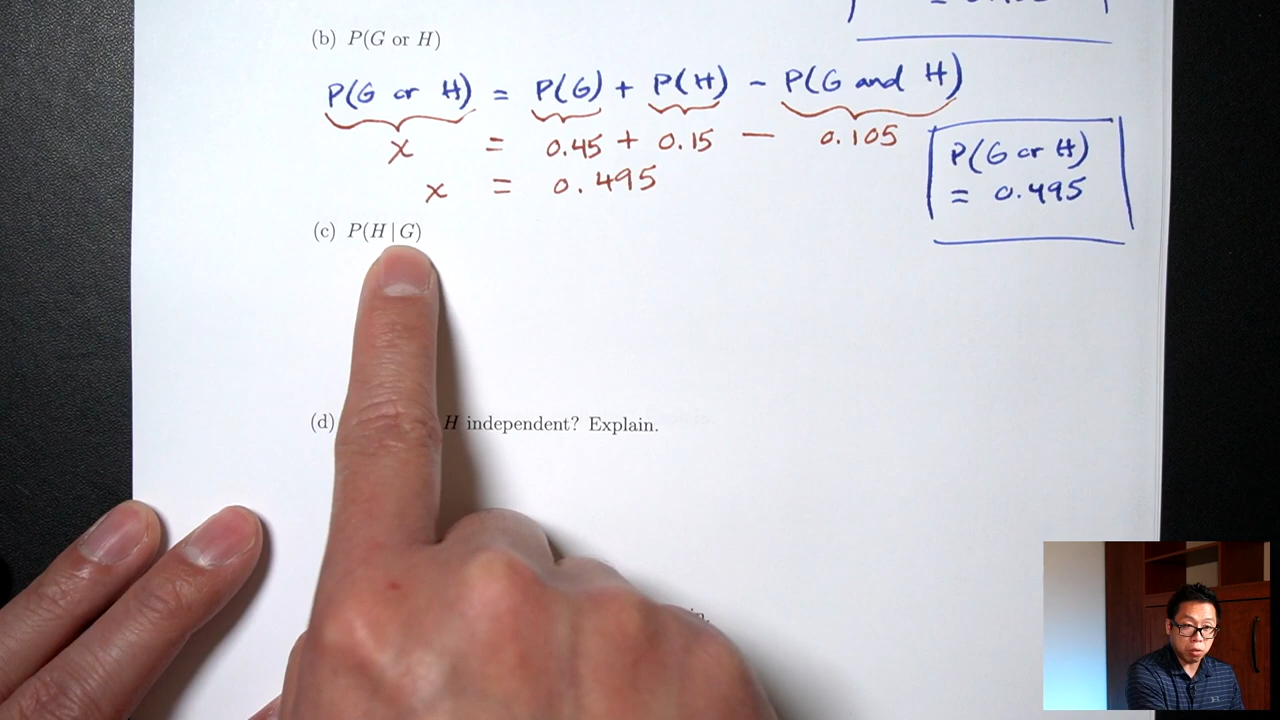 (b) P(G or H)
P(G or H) = P(G) + P(H) - P(G and H)
x = 0.45 + 0.15 — 0.105
x = 0.495
P(G or H)
= 0.495
(c) P(H | G)
(d) H independent? Explain.